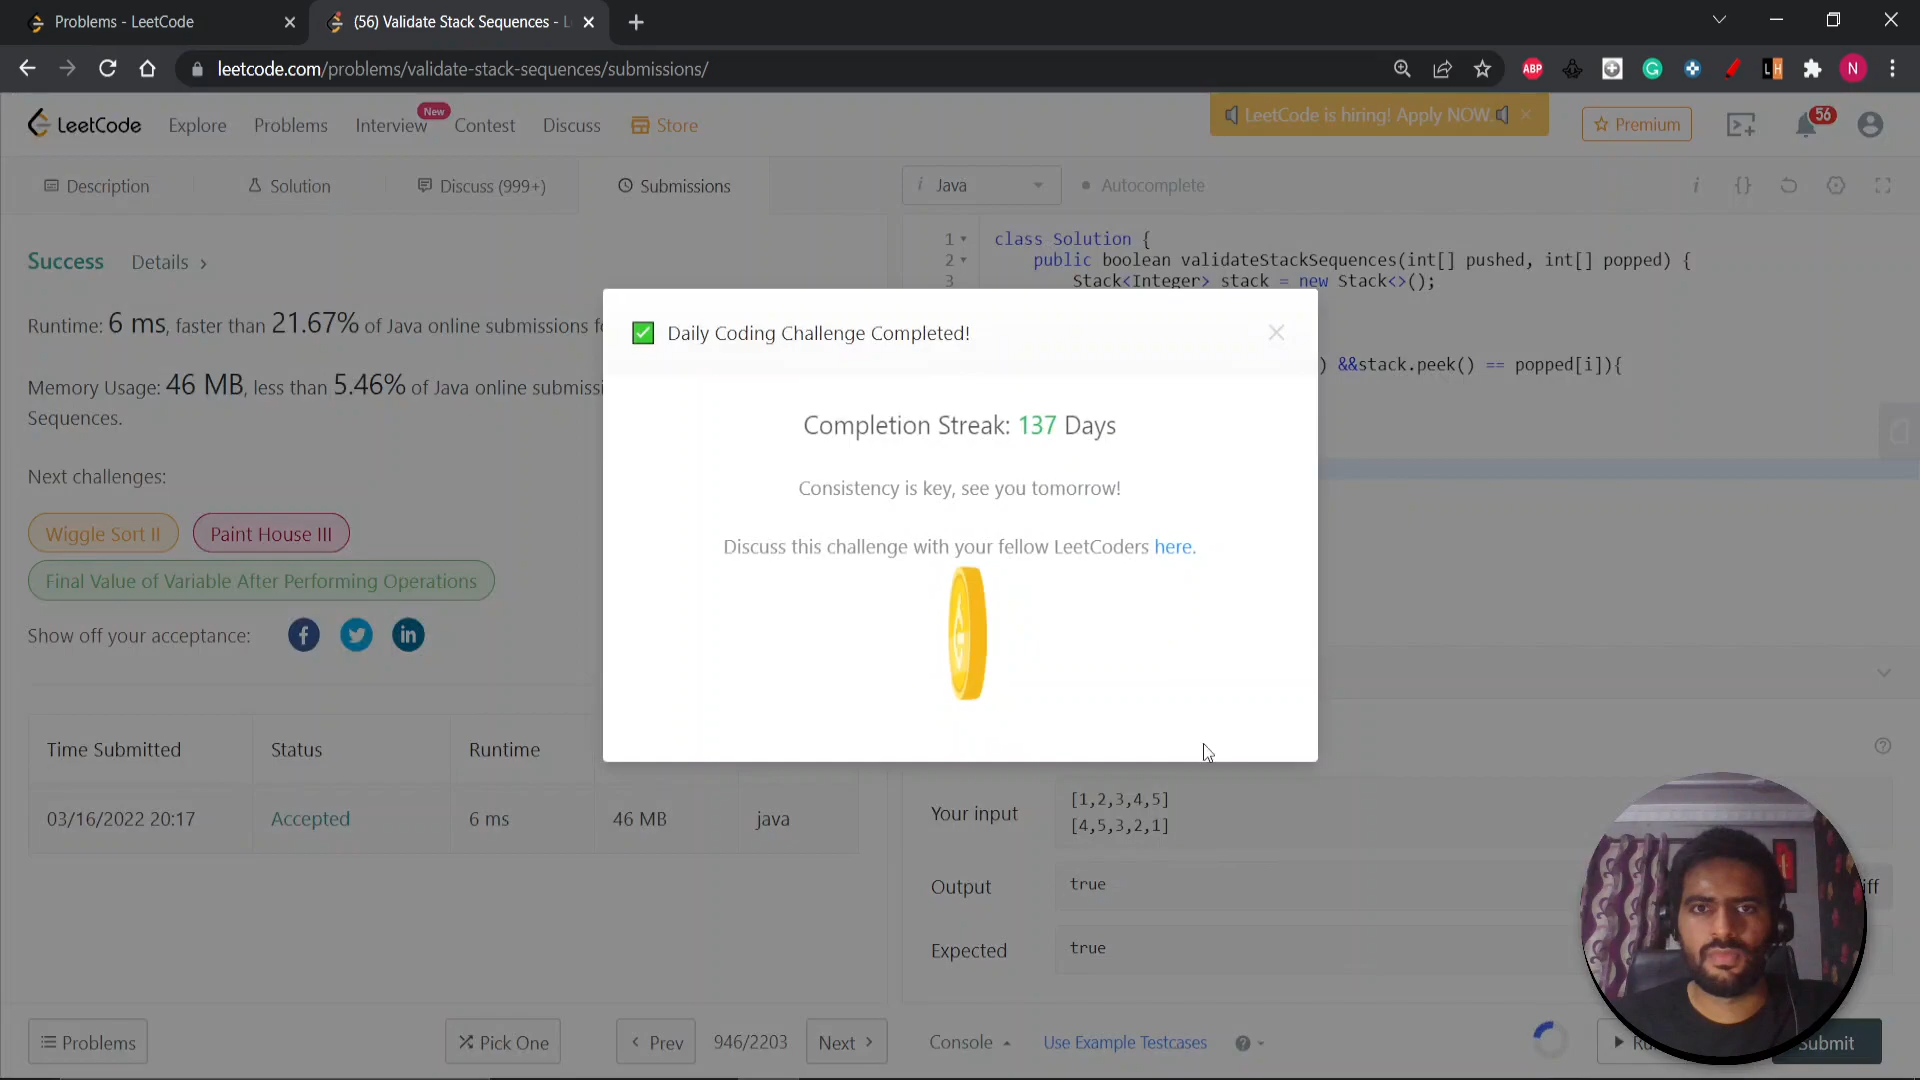 Problems - LeetCode
(56) Validate Stack Sequences - L
leetcode.com/problems/validate-stack-sequences/submissions/
ABP
LH
N
LeetCode
Explore
Problems
Interview
New
Contest
Discuss
Store
LeetCode is hiring! Apply NOW.
Premium
56
Description
Solution
Discuss (999+)
Submissions
i Java
Autocomplete
i {}
Success Details >
Runtime: 6 ms, faster than 21.67% of Java online submissions f
Memory Usage: 46 MB, less than 5.46% of Java online submiss
Sequences.
Next challenges:
Wiggle Sort II
Paint House III
Final Value of Variable After Performing Operations
Show off your acceptance:
1 class Solution {
2 public boolean validateStackSequences(int[] pushed, int[] popped) {
3 Stack<Integer> stack = new Stack<>();
) &&stack.peek() == popped[i]){
Daily Coding Challenge Completed!
Completion Streak: 137 Days
Consistency is key, see you tomorrow!
Discuss this challenge with your fellow LeetCoders here.
Time Submitted
Status
Runtime
03/16/2022 20:17
Accepted
6 ms
46 MB
java
Your input
[1,2,3,4,5]
[4,5,3,2,1]
Output
true
iff
Expected
true
Problems
Pick One
< Prev
946/2203
Next >
Console
Use Example Testcases
Submit